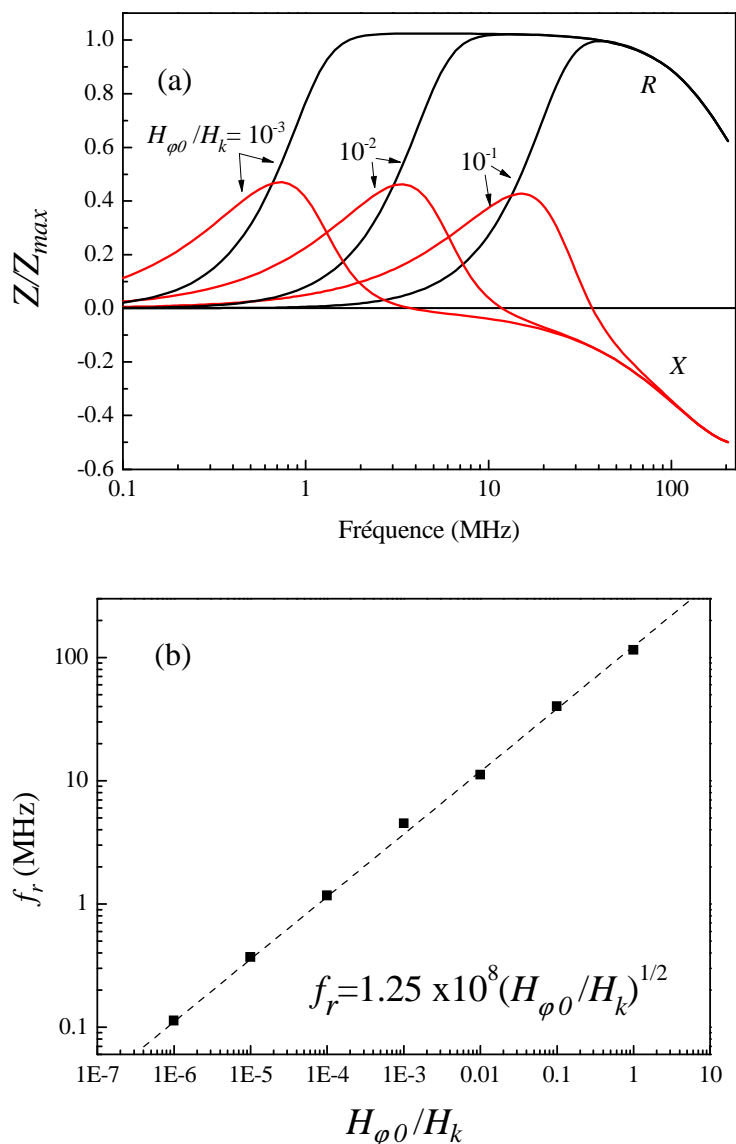 (a)
1.0
0.8
0.6
0.4
0.2
0.0
-0.2
-0.4
-0.6
Z/Z_max
H_φ0/H_k= 10^-3
10^-2
10^-1
R
X
0.1
1
10
100
Fréquence (MHz)
(b)
100
10
1
0.1
f_r (MHz)
f_r=1.25 x10^8(H_φ0/H_k)^1/2
1E-7
1E-6
1E-5
1E-4
1E-3
0.01
0.1
1
10
H_φ0/H_k